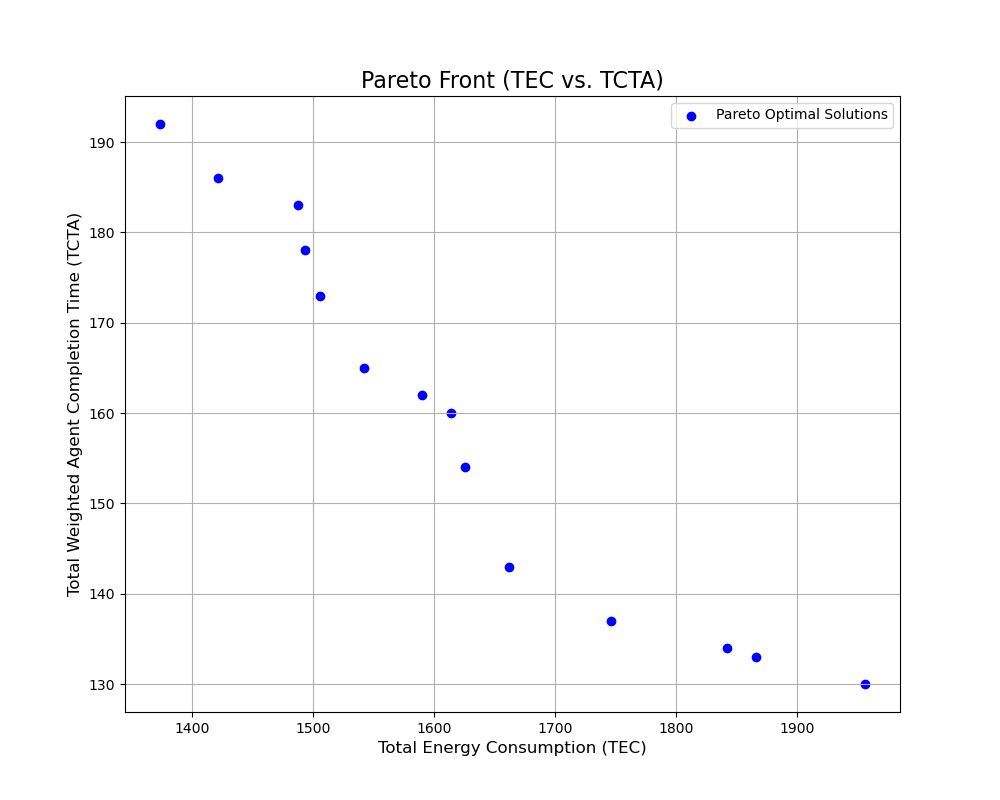 Pareto Front (TEC vs. TCTA)
Pareto Optimal Solutions
Total Weighted Agent Completion Time (TCTA)
190
180
170
160
150
140
130
1400 1500 1600 1700 1800 1900
Total Energy Consumption (TEC)